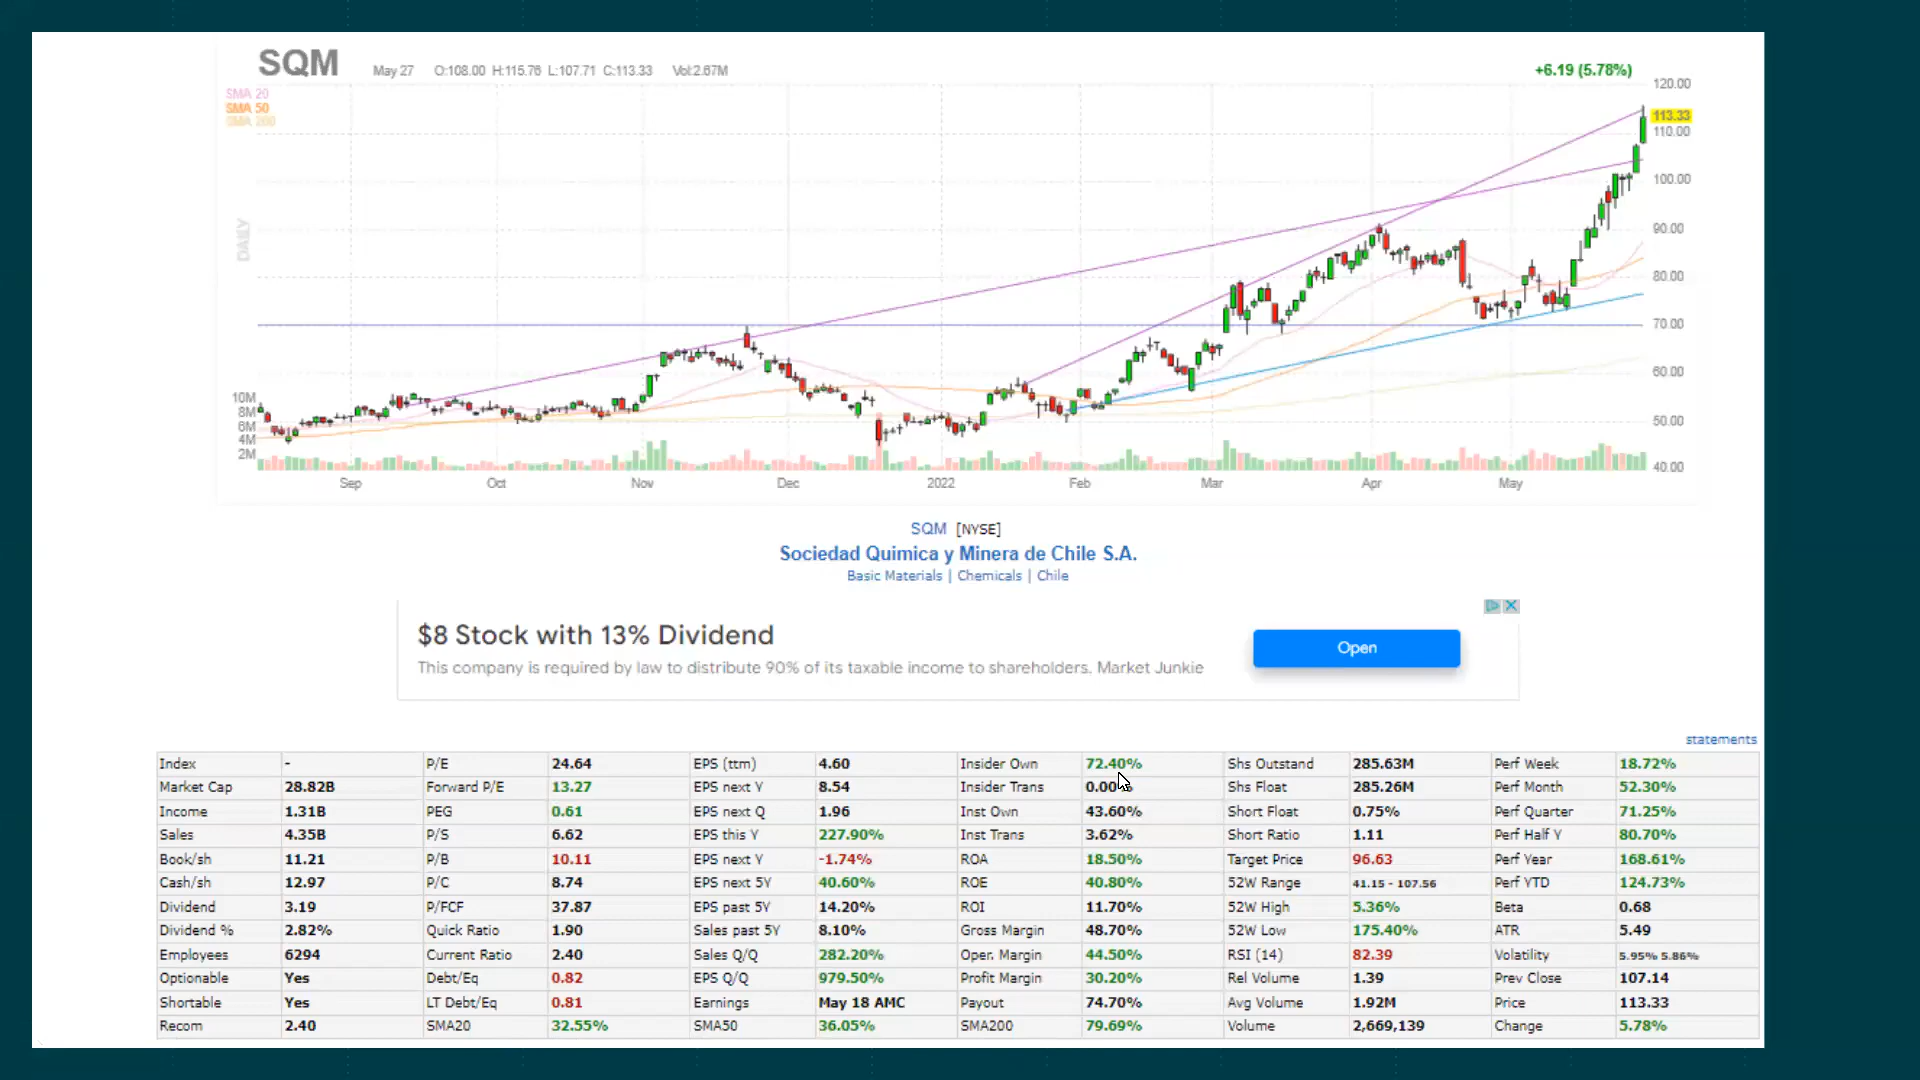 SQM May 27 O:108.00 H:115.76 L:107.71 C:113.33 Vol:2.67M +6.19 (5.78%)
SMA 20
SMA 50
SMA 200
DAILY
120.00
113.33
110.00
100.00
90.00
80.00
70.00
60.00
50.00
40.00
10M
8M
6M
4M
2M
Sep Oct Nov Dec 2022 Feb Mar Apr May
SQM [NYSE]
Sociedad Quimica y Minera de Chile S.A.
Basic Materials | Chemicals | Chile
$8 Stock with 13% Dividend
This company is required by law to distribute 90% of its taxable income to shareholders. Market Junkie
Open
statements
Index - P/E 24.64 EPS (ttm) 4.60 Insider Own 72.40% Shs Outstand 285.63M Perf Week 18.72%
Market Cap 28.82B Forward P/E 13.27 EPS next Y 8.54 Insider Trans 0.00% Shs Float 285.26M Perf Month 52.30%
Income 1.31B PEG 0.61 EPS next Q 1.96 Inst Own 43.60% Short Float 0.75% Perf Quarter 71.25%
Sales 4.35B P/S 6.62 EPS this Y 227.90% Inst Trans 3.62% Short Ratio 1.11 Perf Half Y 80.70%
Book/sh 11.21 P/B 10.11 EPS next Y -1.74% ROA 18.50% Target Price 96.63 Perf Year 168.61%
Cash/sh 12.97 P/C 8.74 EPS next 5Y 40.60% ROE 40.80% 52W Range 41.15 - 107.56 Perf YTD 124.73%
Dividend 3.19 P/FCF 37.87 EPS past 5Y 14.20% ROI 11.70% 52W High 5.36% Beta 0.68
Dividend % 2.82% Quick Ratio 1.90 Sales past 5Y 8.10% Gross Margin 48.70% 52W Low 175.40% ATR 5.49
Employees 6294 Current Ratio 2.40 Sales Q/Q 282.20% Oper. Margin 44.50% RSI (14) 82.39 Volatility 5.95% 5.86%
Optionable Yes Debt/Eq 0.82 EPS Q/Q 979.50% Profit Margin 30.20% Rel Volume 1.39 Prev Close 107.14
Shortable Yes LT Debt/Eq 0.81 Earnings May 18 AMC Payout 74.70% Avg Volume 1.92M Price 113.33
Recom 2.40 SMA20 32.55% SMA50 36.05% SMA200 79.69% Volume 2,669,139 Change 5.78%